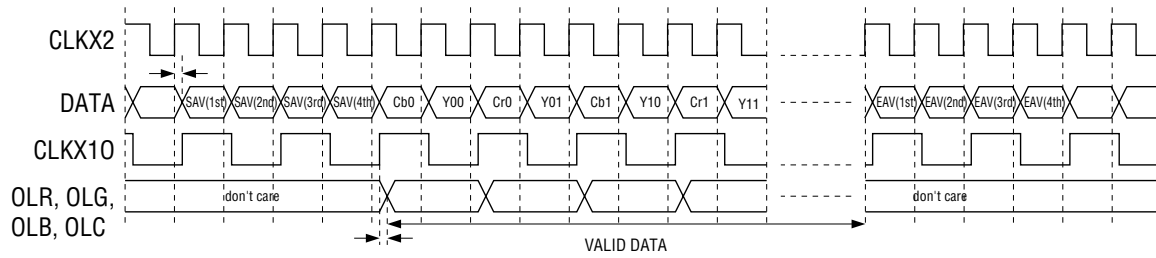 CLKX2
DATA SAV(1st) SAV(2nd) SAV(3rd) SAV(4th) Cb0 Y00 Cr0 Y01 Cb1 Y10 Cr1 Y11 EAV(1st) EAV(2nd) EAV(3rd) EAV(4th)
CLKX1O
OLR, OLG, don't care don't care
OLB, OLC
VALID DATA